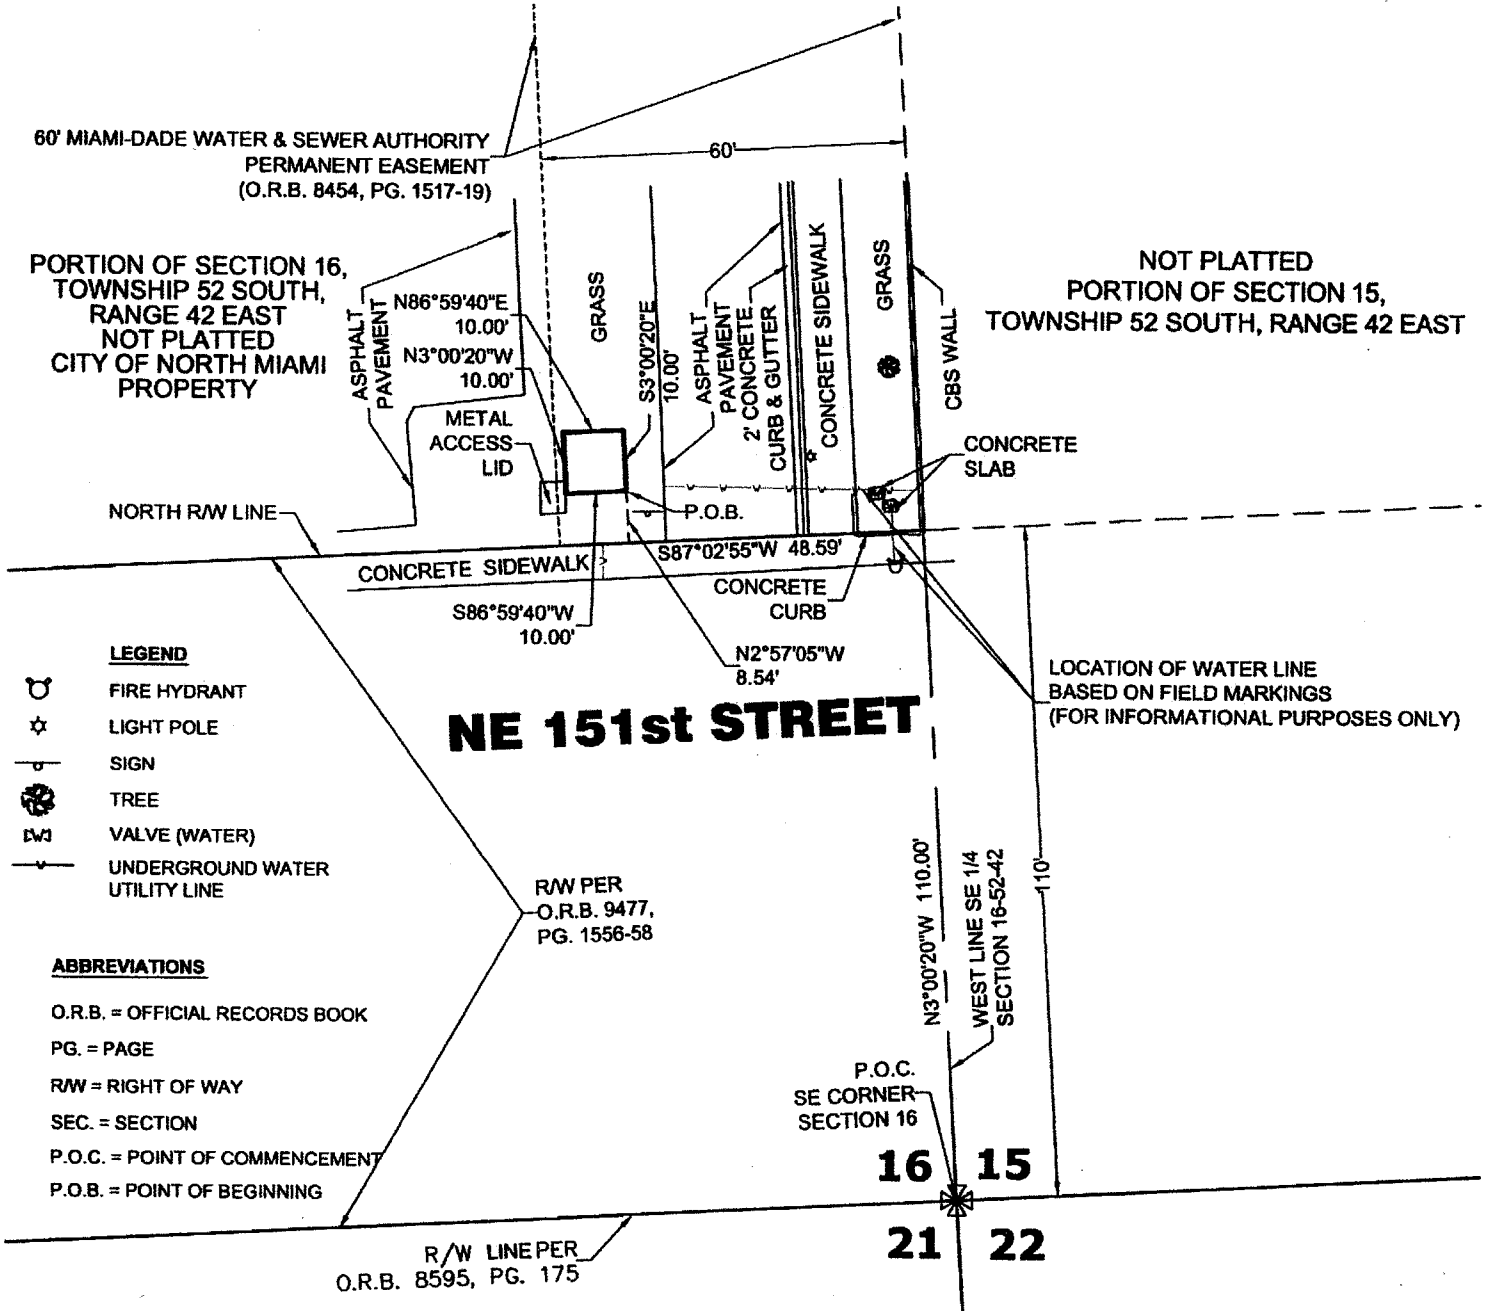 60' MIAMI-DADE WATER & SEWER AUTHORITY
PERMANENT EASEMENT
(O.R.B. 8454, PG. 1517-19)
60'
PORTION OF SECTION 16,
TOWNSHIP 52 SOUTH,
RANGE 42 EAST
NOT PLATTED
CITY OF NORTH MIAMI
PROPERTY
ASPHALT
PAVEMENT
N86°59'40"E
10.00'
N3°00'20"W
10.00'
METAL
ACCESS
LID
GRASS
S3°00'20"E
10.00'
ASPHALT
PAVEMENT
2' CONCRETE
CURB & GUTTER
CONCRETE SIDEWALK
GRASS
CBS WALL
NOT PLATTED
PORTION OF SECTION 15,
TOWNSHIP 52 SOUTH, RANGE 42 EAST
CONCRETE
SLAB
NORTH R/W LINE
P.O.B.
S87°02'55"W 48.59'
CONCRETE SIDEWALK
CONCRETE
CURB
S86°59'40"W
10.00'
N2°57'05"W
8.54'
LOCATION OF WATER LINE
BASED ON FIELD MARKINGS
(FOR INFORMATIONAL PURPOSES ONLY)
NE 151st STREET
LEGEND
FIRE HYDRANT
LIGHT POLE
SIGN
TREE
VALVE (WATER)
UNDERGROUND WATER
UTILITY LINE
R/W PER
O.R.B. 9477,
PG. 1556-58
N3°00'20"W 110.00'
WEST LINE SE 1/4
SECTION 16-52-42
110'
ABBREVIATIONS
O.R.B. = OFFICIAL RECORDS BOOK
PG. = PAGE
R/W = RIGHT OF WAY
SEC. = SECTION
P.O.C. = POINT OF COMMENCEMENT
P.O.B. = POINT OF BEGINNING
P.O.C.
SE CORNER
SECTION 16
16 15
21 22
R/W LINE PER
O.R.B. 8595, PG. 175